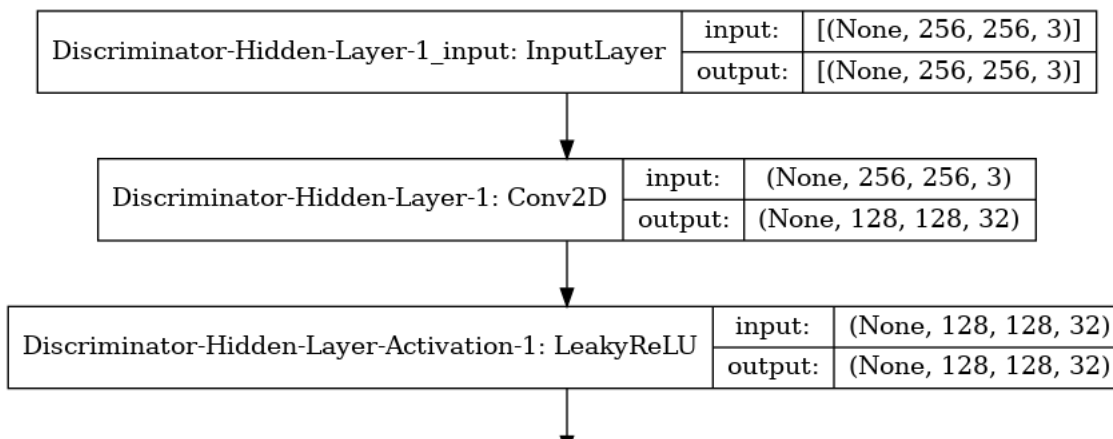 Discriminator-Hidden-Layer-1_input: InputLayer
input: [(None, 256, 256, 3)]
output: [(None, 256, 256, 3)]
Discriminator-Hidden-Layer-1: Conv2D
input: (None, 256, 256, 3)
output: (None, 128, 128, 32)
Discriminator-Hidden-Layer-Activation-1: LeakyReLU
input: (None, 128, 128, 32)
output: (None, 128, 128, 32)